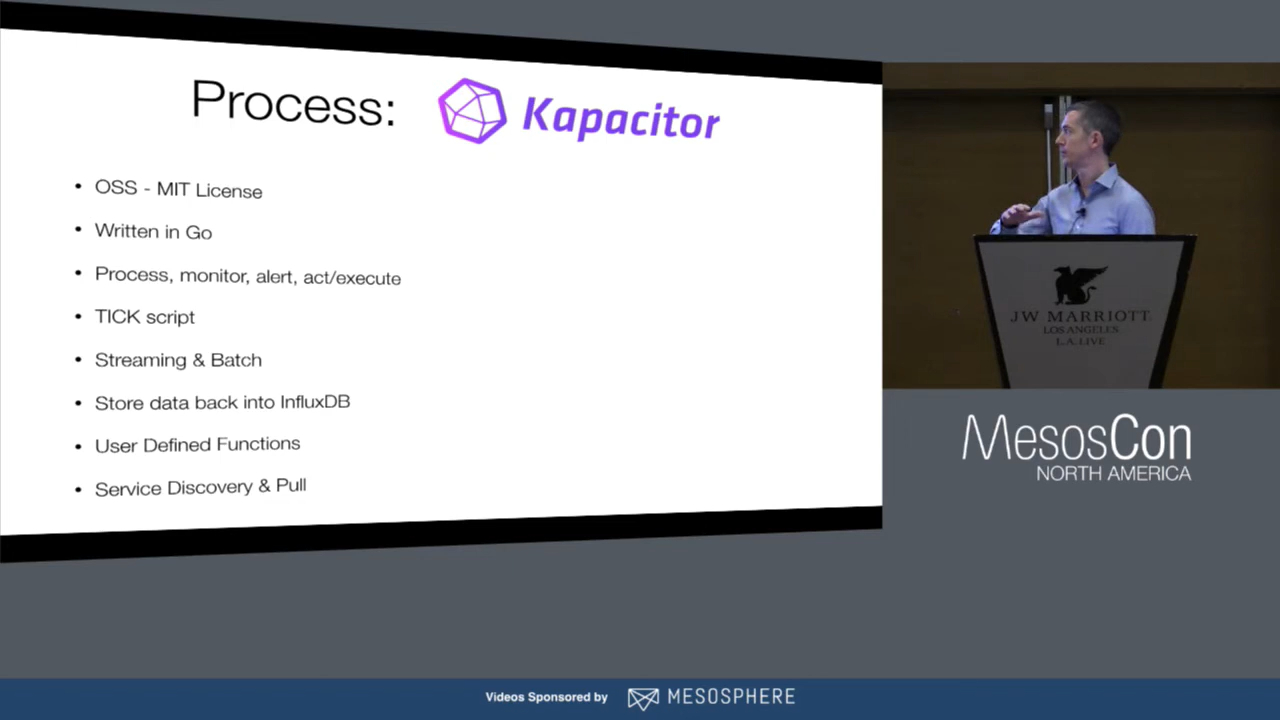 Process: Kapacitor
• OSS - MIT License
• Written in Go
• Process, monitor, alert, act/execute
• TICK script
• Streaming & Batch
• Store data back into InfluxDB
• User Defined Functions
• Service Discovery & Pull
JW MARRIOTT
LOS ANGELES
L.A. LIVE
MesosCon
NORTH AMERICA
Videos Sponsored by MESOSPHERE